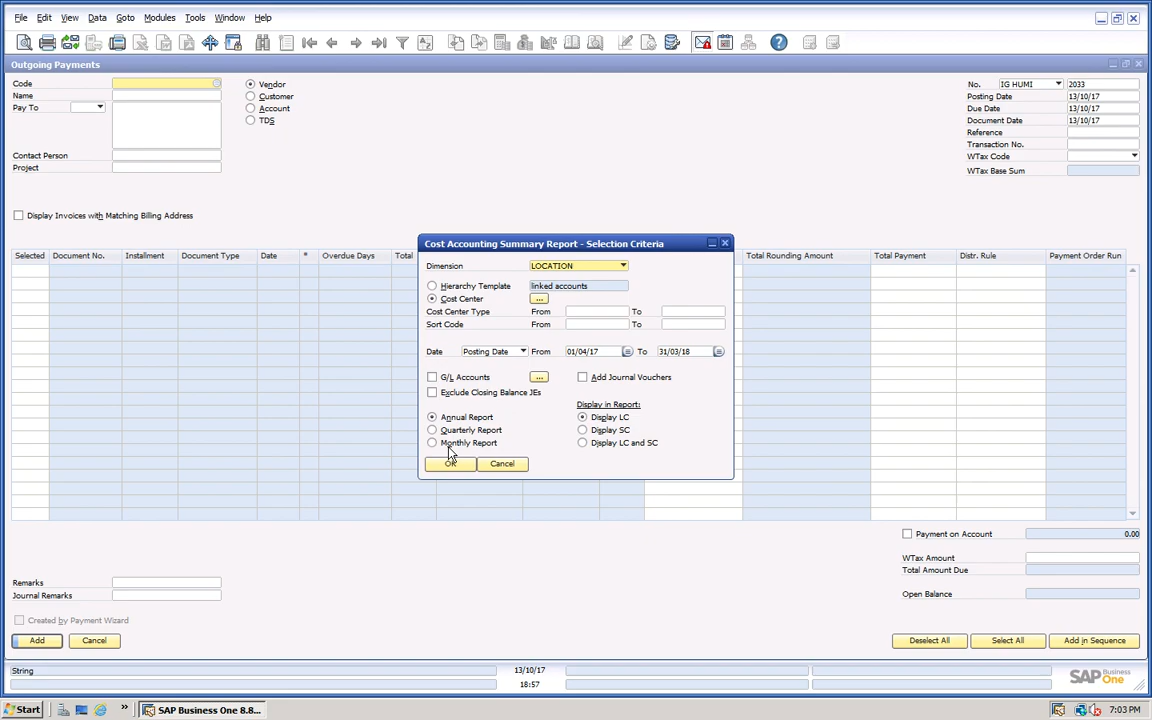 File Edit View Data Goto Modules Tools Window Help
Outgoing Payments
Code
Name
Pay To
Contact Person
Project
Vendor
Customer
Account
TDS
No. IG HUMI 2033
Posting Date 13/10/17
Due Date 13/10/17
Document Date 13/10/17
Reference
Transaction No.
WTax Code
WTax Base Sum
Display Invoices with Matching Billing Address
Selected Document No. Installment Document Type Date * Overdue Days Total Total Rounding Amount Total Payment Distr. Rule Payment Order Run
Cost Accounting Summary Report - Selection Criteria
Dimension LOCATION
Hierarchy Template linked accounts
Cost Center ...
Cost Center Type From To
Sort Code From To
Date Posting Date From 01/04/17 To 31/03/18
G/L Accounts ... Add Journal Vouchers
Exclude Closing Balance JEs
Display in Report:
Annual Report Display LC
Quarterly Report Display SC
Monthly Report Display LC and SC
OK Cancel
Payment on Account 0.00
WTax Amount
Total Amount Due
Open Balance
Remarks
Journal Remarks
Created by Payment Wizard
Add Cancel Deselect All Select All Add in Sequence
String 13/10/17
18:57
SAP Business One
Start SAP Business One 8.8... 7:03 PM